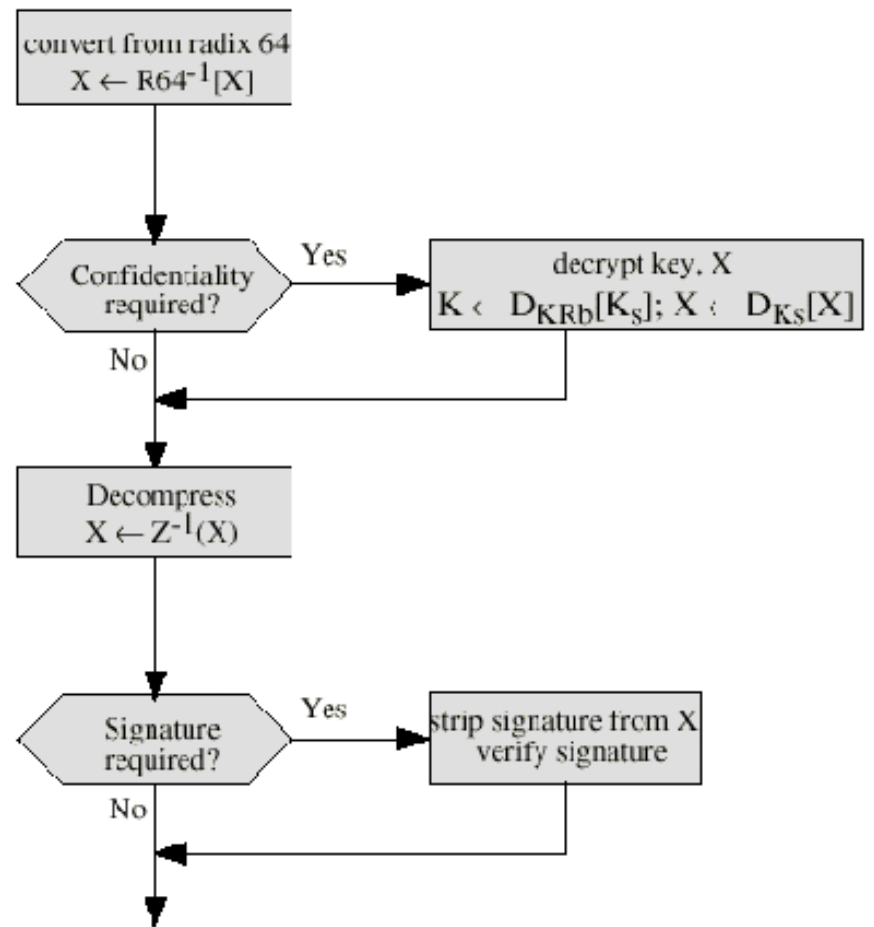 convert from radix 64
X ← R64⁻¹[X]
Confidentiality
required?
Yes
decrypt key, X
K ← D_KRb[K_s]; X ← D_Ks[X]
No
Decompress
X ← Z⁻¹(X)
Signature
required?
Yes
strip signature from X
verify signature
No